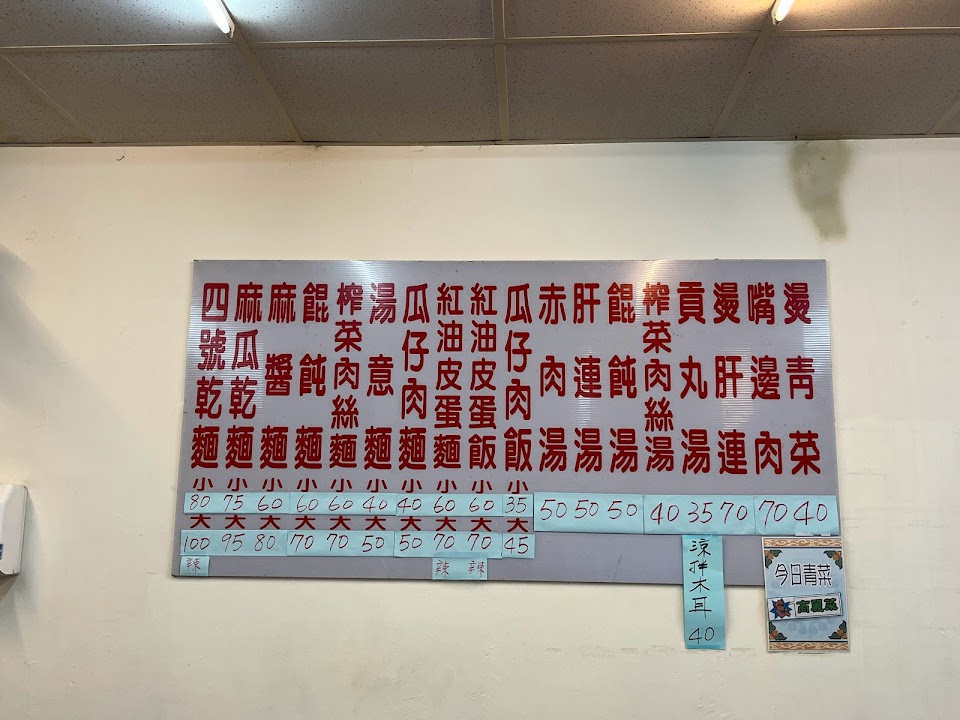 四號乾麵 小 80 大 100 辣
麻瓜乾麵 小 75 大 95
麻醬麵 小 60 大 80
餛飩麵 小 60 大 70
榨菜肉絲麵 小 60 大 70
湯意麵 小 40 大 50
瓜仔肉麵 小 40 大 50
紅油皮蛋麵 小 60 大 70 辣
紅油皮蛋飯 小 60 大 70 辣
瓜仔肉飯 小 35 大 45
赤肉湯 50
肝連湯 50
餛飩湯 50
榨菜肉絲湯 40
貢丸湯 35
燙肝連 70
嘴邊肉 70
燙青菜 40
涼拌木耳 40
今日青菜
高麗菜